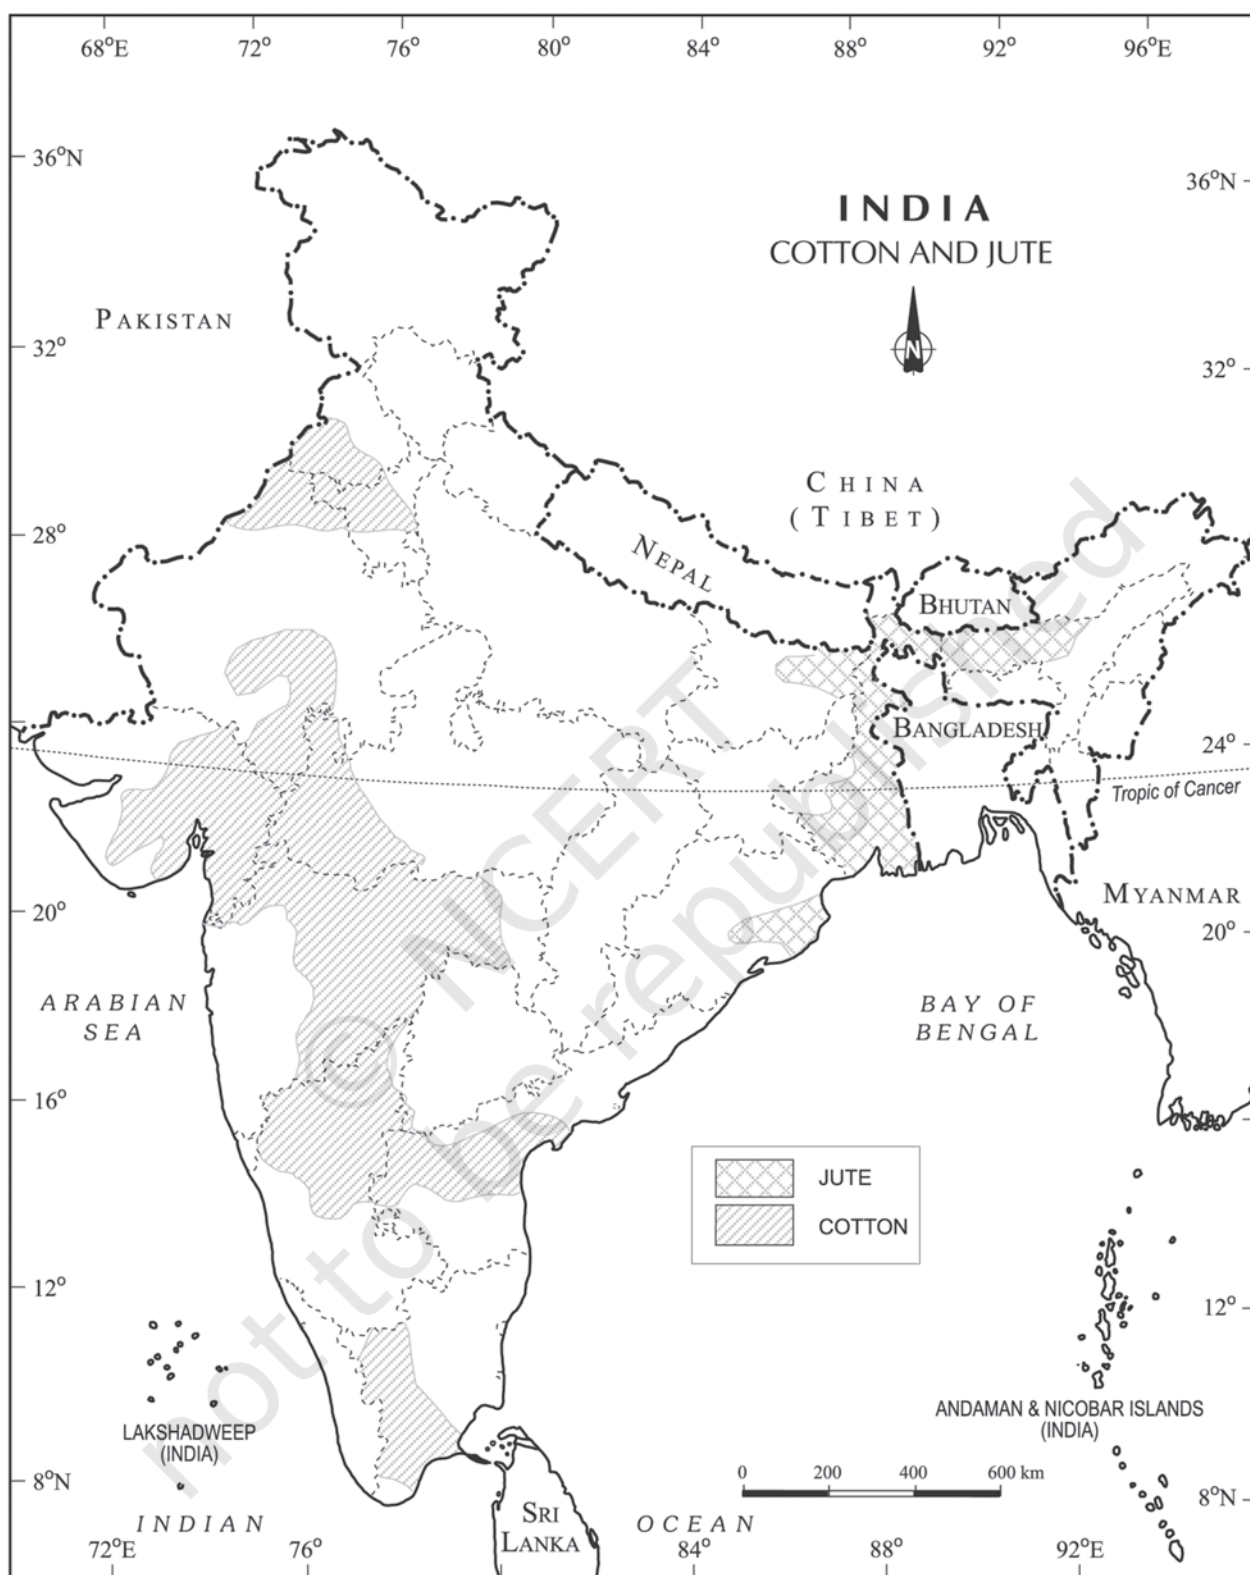 68°E 72° 76° 80° 84° 88° 92° 96°E
36°N
36°N
INDIA
COTTON AND JUTE
N
PAKISTAN
32°
32°
CHINA
(TIBET)
28°
NEPAL
BHUTAN
BANGLADESH
24°
Tropic of Cancer
MYANMAR
20°
20°
ARABIAN
SEA
BAY OF
BENGAL
16°
JUTE
COTTON
12°
12°
LAKSHADWEEP
(INDIA)
ANDAMAN & NICOBAR ISLANDS
(INDIA)
0 200 400 600 km
8°N
8°N
SRI
LANKA
INDIAN OCEAN
72°E 76° 84° 88° 92°E
© NCERT
not to be republished